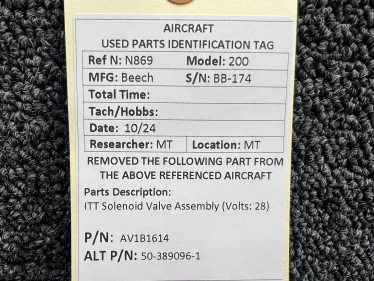 AIRCRAFT
USED PARTS IDENTIFICATION TAG
Ref N: N869 Model: 200
MFG: Beech S/N: BB-174
Total Time:
Tach/Hobbs:
Date: 10/24
Researcher: MT Location: MT
REMOVED THE FOLLOWING PART FROM
THE ABOVE REFERENCED AIRCRAFT
Parts Description:
ITT Solenoid Valve Assembly (Volts: 28)
P/N: AV1B1614
ALT P/N: 50-389096-1